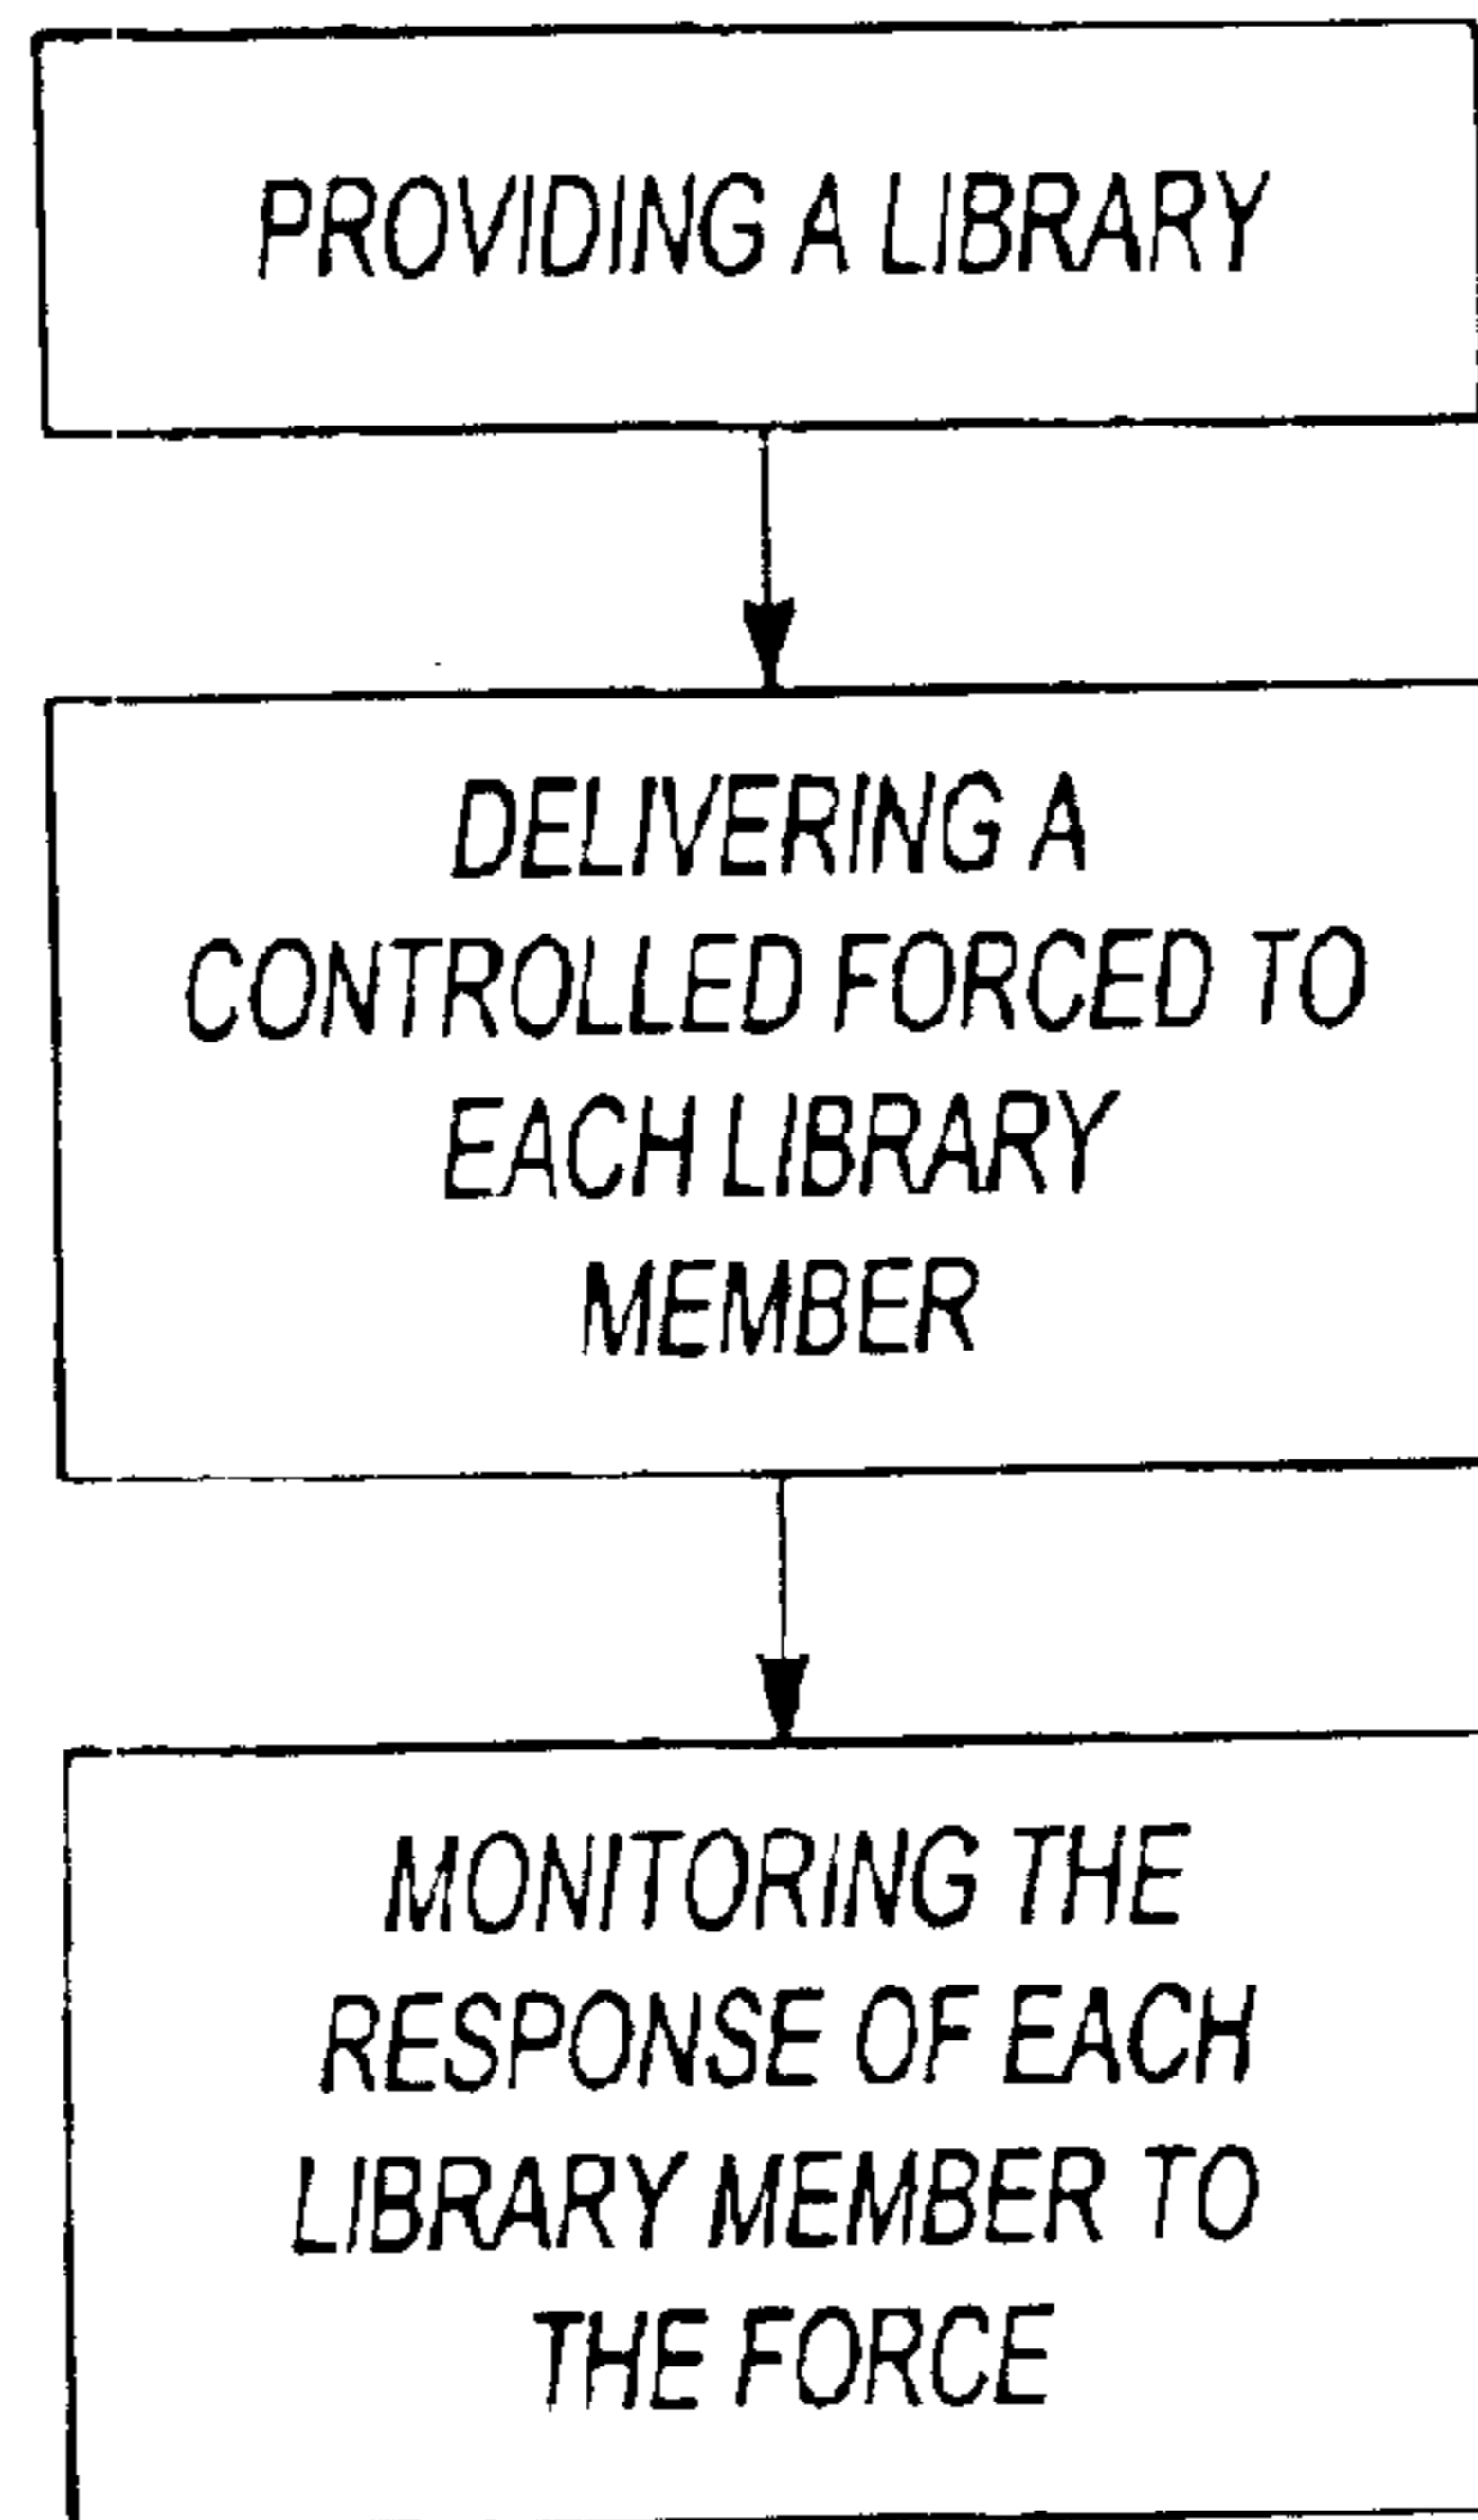 PROVIDING A LIBRARY
DELIVERING A
CONTROLLED FORCED TO
EACH LIBRARY
MEMBER
MONITORING THE
RESPONSE OF EACH
LIBRARY MEMBER TO
THE FORCE